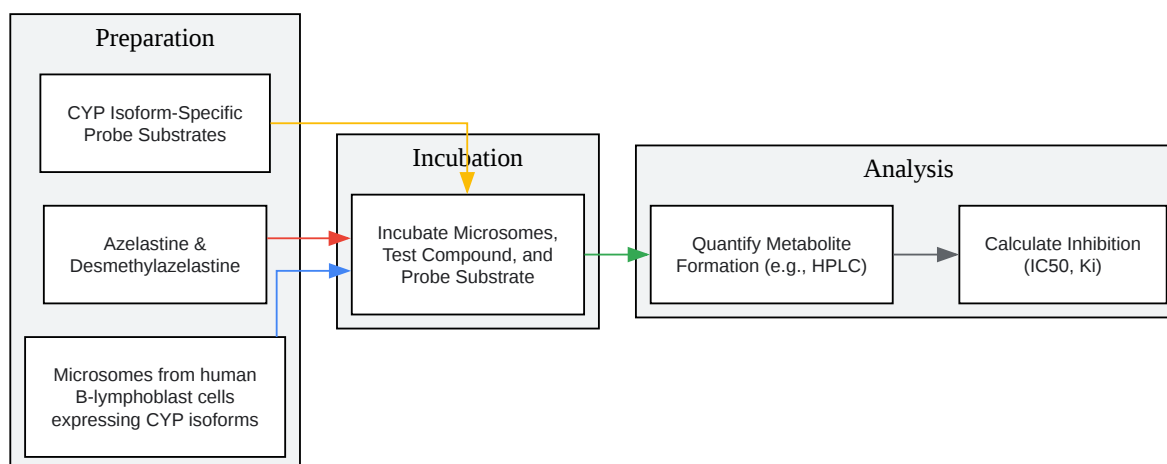 Preparation
CYP Isoform-Specific
Probe Substrates
Azelastine &
Desmethylazelastine
Microsomes from human
B-lymphoblast cells
expressing CYP isoforms
Incubation
Incubate Microsomes,
Test Compound, and
Probe Substrate
Analysis
Quantify Metabolite
Formation (e.g., HPLC)
Calculate Inhibition
(IC50, Ki)